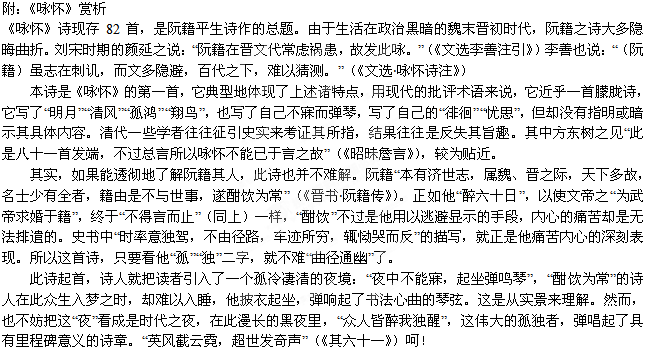 附:《咏怀》赏析
《咏怀》诗现存 82 首，是阮籍平生诗作的总题。由于生活在政治黑暗的魏末晋初时代，阮籍之诗大多隐
晦曲折。刘宋时期的颜延之说：“阮籍在晋文代常虑祸患，故发此咏。”（《文选李善注引》）李善也说：“（阮
籍）虽志在刺讥，而文多隐避，百代之下，难以猜测。”（《文选·咏怀诗注》）
本诗是《咏怀》的第一首，它典型地体现了上述诸特点，用现代的批评术语来说，它近乎一首朦胧诗，
它写了“明月”“清风”“孤鸿”“翔鸟”，也写了自己不寐而弹琴，写了自己的“徘徊”“忧思”，但却没有指明或暗
示其具体内容。清代一些学者往往征引史实来考证其所指，结果往往是反失其旨趣。其中方东树之见“此
是八十一首发端，不过总言所以咏怀不能已于言之故”（《昭昧詹言》），较为贴近。
其实，如果能透彻地了解阮籍其人，此诗也并不难解。阮籍“本有济世志，属魏、晋之际，天下多故，
名士少有全者，籍由是不与世事，遂酣饮为常”（《晋书·阮籍传》）。正如他“醉六十日”，以使文帝之“为武
帝求婚于籍”，终于“不得言而止”（同上）一样，“酣饮”不过是他用以逃避显示的手段，内心的痛苦却是无
法排遣的。史书中“时率意独驾，不由径路，车迹所穷，辄恸哭而反”的描写，就正是他痛苦内心的深刻表
现。所以这首诗，只要看他“孤”“独”二字，就不难“曲径通幽”了。
此诗起首，诗人就把读者引入了一个孤冷凄清的夜境：“夜中不能寐，起坐弹鸣琴”，“酣饮为常”的诗
人在此众生入梦之时，却难以入睡，他披衣起坐，弹响起了书法心曲的琴弦。这是从实景来理解。然而，
也不妨把这“夜”看成是时代之夜，在此漫长的黑夜里，“众人皆醉我独醒”，这伟大的孤独者，弹唱起了具
有里程碑意义的诗章。“英风截云霓，超世发奇声”（《其六十一》）呵！